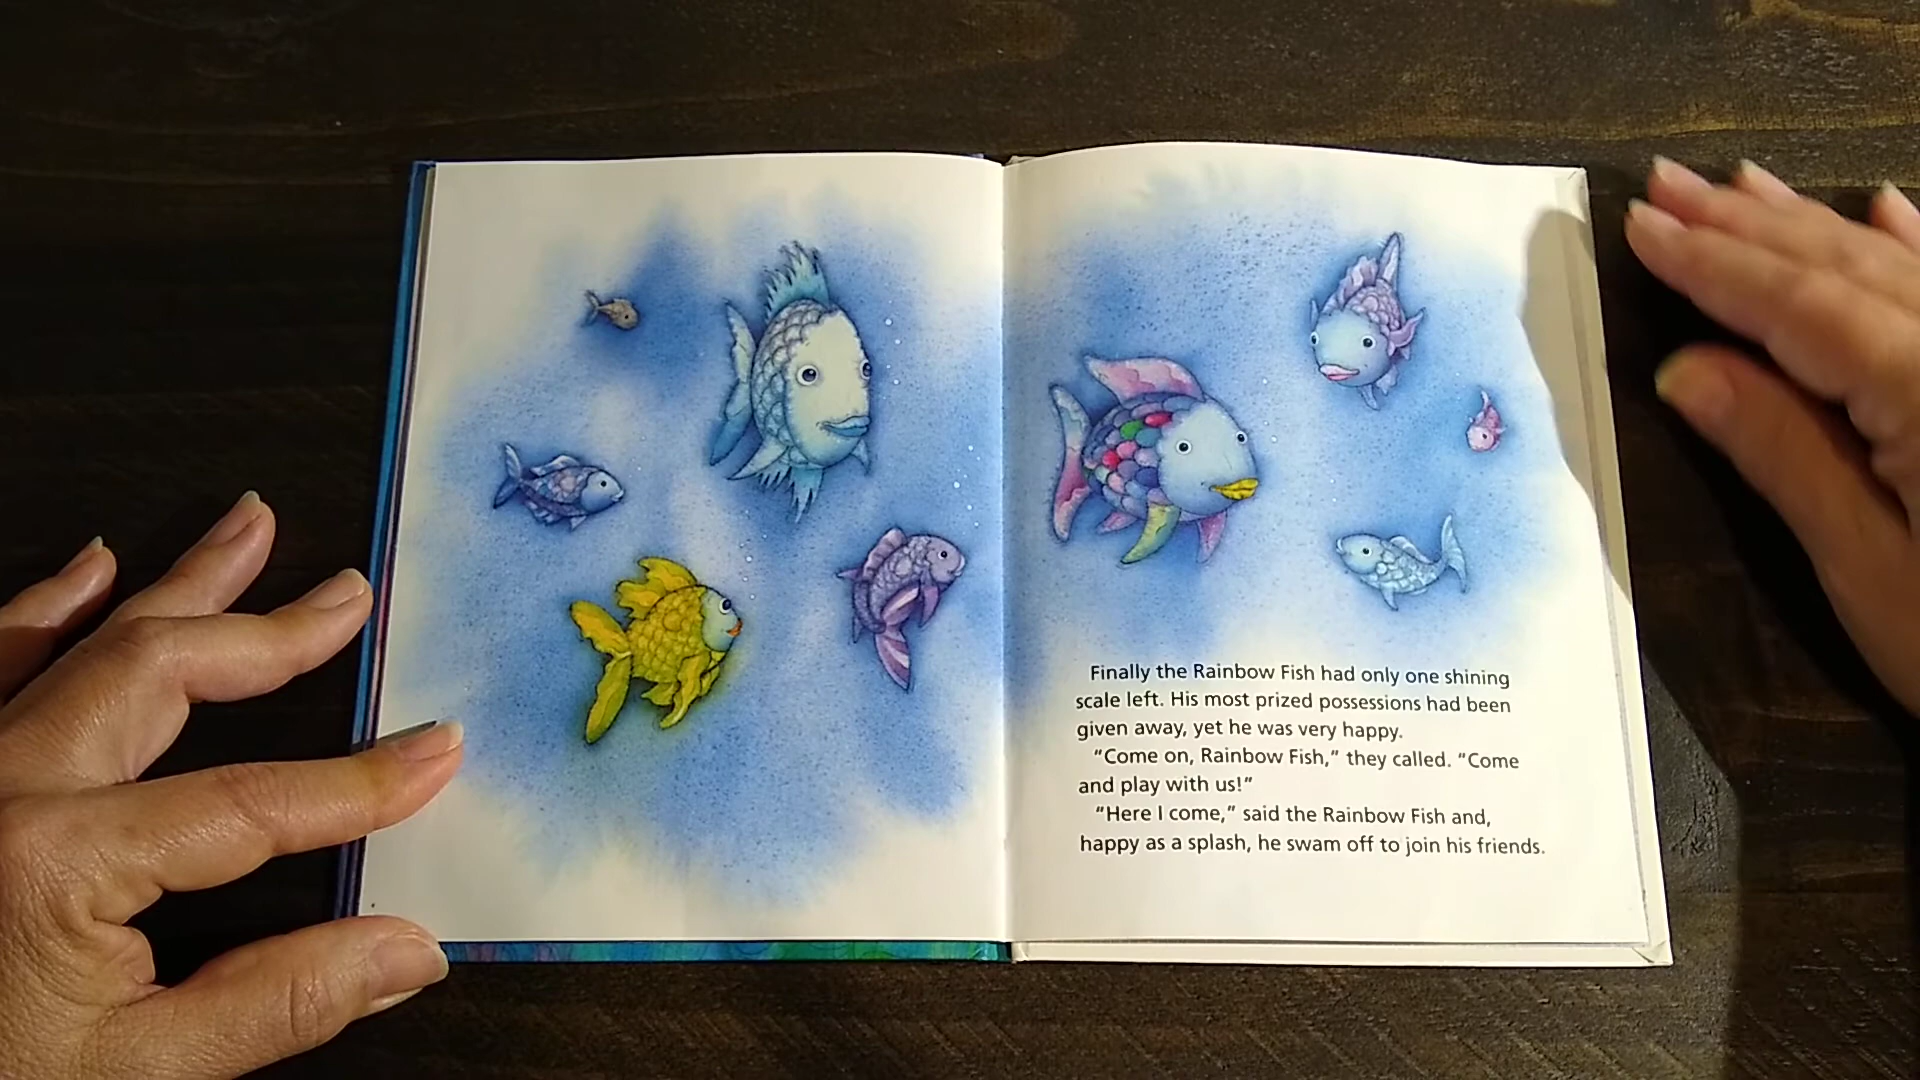 Finally the Rainbow Fish had only one shining
scale left. His most prized possessions had been
given away, yet he was very happy.
“Come on, Rainbow Fish,” they called. “Come
and play with us!”
“Here I come,” said the Rainbow Fish and,
happy as a splash, he swam off to join his friends.